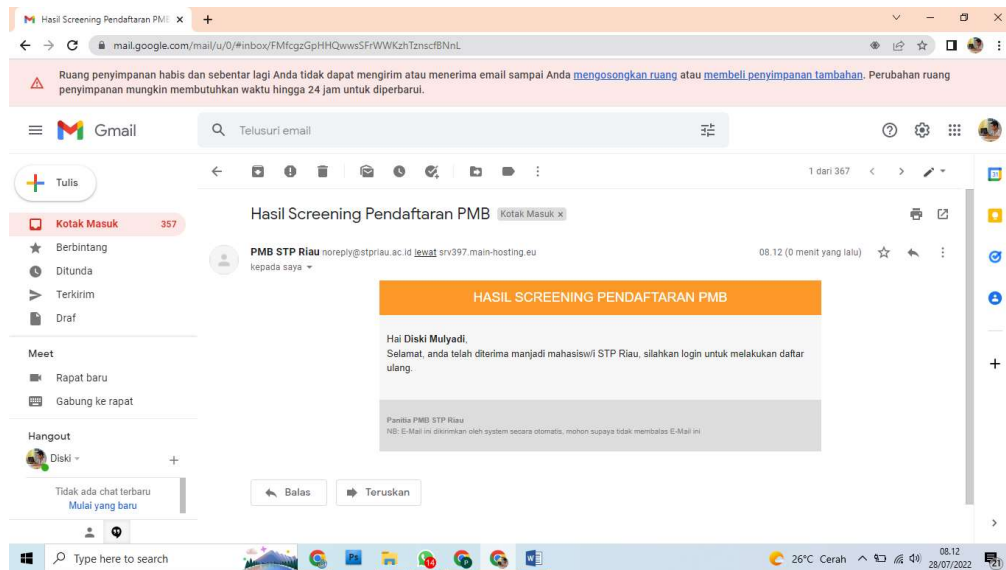 Hasil Screening Pendaftaran PM
mail.google.com/mail/u/0/#inbox/FMfcgzGpHHQwwsSFrWWKzhTznscfBNnL
Ruang penyimpanan habis dan sebentar lagi Anda tidak dapat mengirim atau menerima email sampai Anda mengosongkan ruang atau membeli penyimpanan tambahan. Perubahan ruang
penyimpanan mungkin membutuhkan waktu hingga 24 jam untuk diperbarui.
Gmail
Telusuri email
Tulis
1 dari 367
Kotak Masuk 357
Berbintang
Ditunda
Terkirim
Draf
Meet
Rapat baru
Gabung ke rapat
Hangout
Diski
Tidak ada chat terbaru
Mulai yang baru
Hasil Screening Pendaftaran PMB Kotak Masuk x
PMB STP Riau noreply@stpriau.ac.id lewat srv397.main-hosting.eu 08.12 (0 menit yang lalu)
kepada saya
HASIL SCREENING PENDAFTARAN PMB
Hai Diski Mulyadi,
Selamat, anda telah diterima manjadi mahasisw/i STP Riau, silahkan login untuk melakukan daftar
ulang.
Panitia PMB STP Riau
NB: E-Mail ini dikirimkan oleh system secara otomatis, mohon supaya tidak membalas E-Mail ini
Balas
Teruskan
Type here to search
Ps
26°C Cerah
08.12
28/07/2022